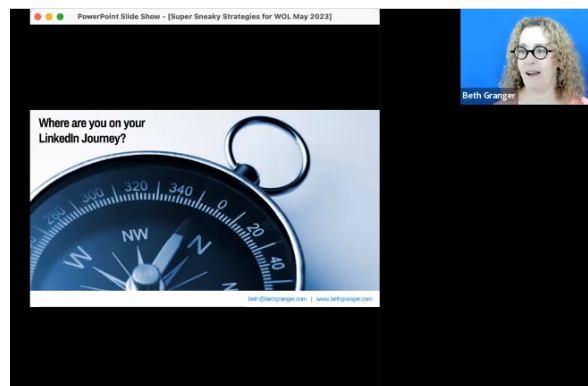 PowerPoint Slide Show - [Super Sneaky Strategies for WOL May 2023]
Beth Granger
Where are you on your
LinkedIn Journey?
280 300 320 340 0 20 40
W NW N
beth@bethgranger.com | www.bethgranger.com